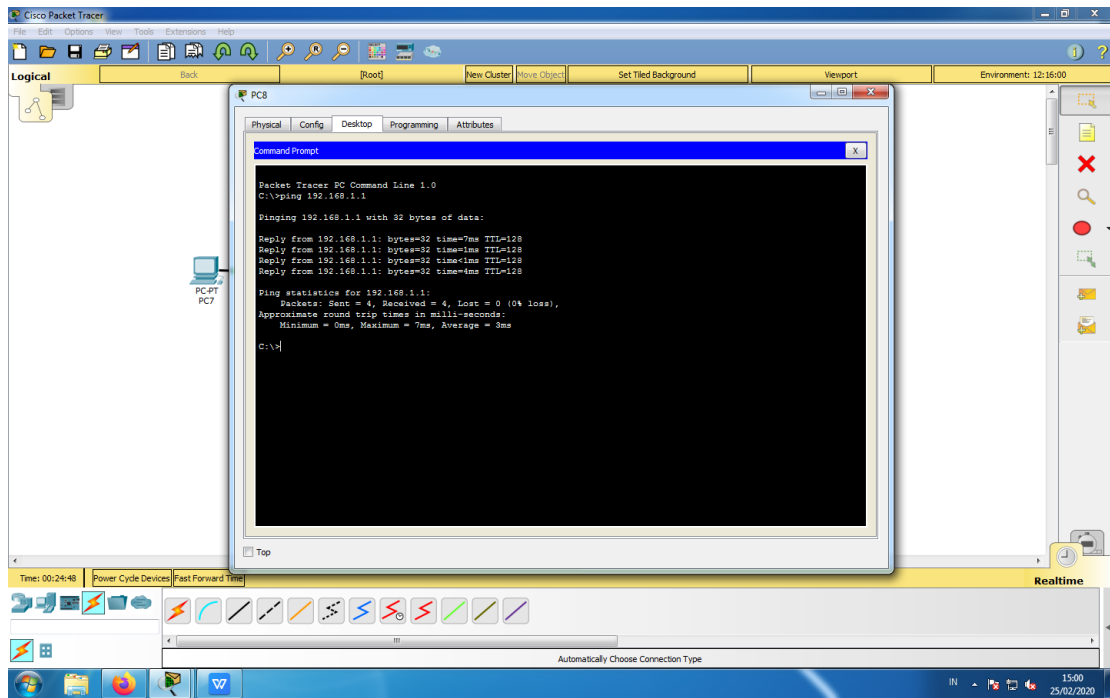 Cisco Packet Tracer
File Edit Options View Tools Extensions Help
Logical
Back
[Root]
New Cluster
Move Object
Set Tiled Background
Viewport
Environment: 12:16:00
PC8
Physical
Config
Desktop
Programming
Attributes
Command Prompt
X
Packet Tracer PC Command Line 1.0
C:\>ping 192.168.1.1
Pinging 192.168.1.1 with 32 bytes of data:
Reply from 192.168.1.1: bytes=32 time=7ms TTL=128
Reply from 192.168.1.1: bytes=32 time=1ms TTL=128
Reply from 192.168.1.1: bytes=32 time<1ms TTL=128
Reply from 192.168.1.1: bytes=32 time=4ms TTL=128
Ping statistics for 192.168.1.1:
Packets: Sent = 4, Received = 4, Lost = 0 (0% loss),
Approximate round trip times in milli-seconds:
Minimum = 0ms, Maximum = 7ms, Average = 3ms
C:\>
PC-PT
PC7
Top
Time: 00:24:48
Power Cycle Devices
Fast Forward Time
Realtime
Automatically Choose Connection Type
IN
15:00
25/02/2020